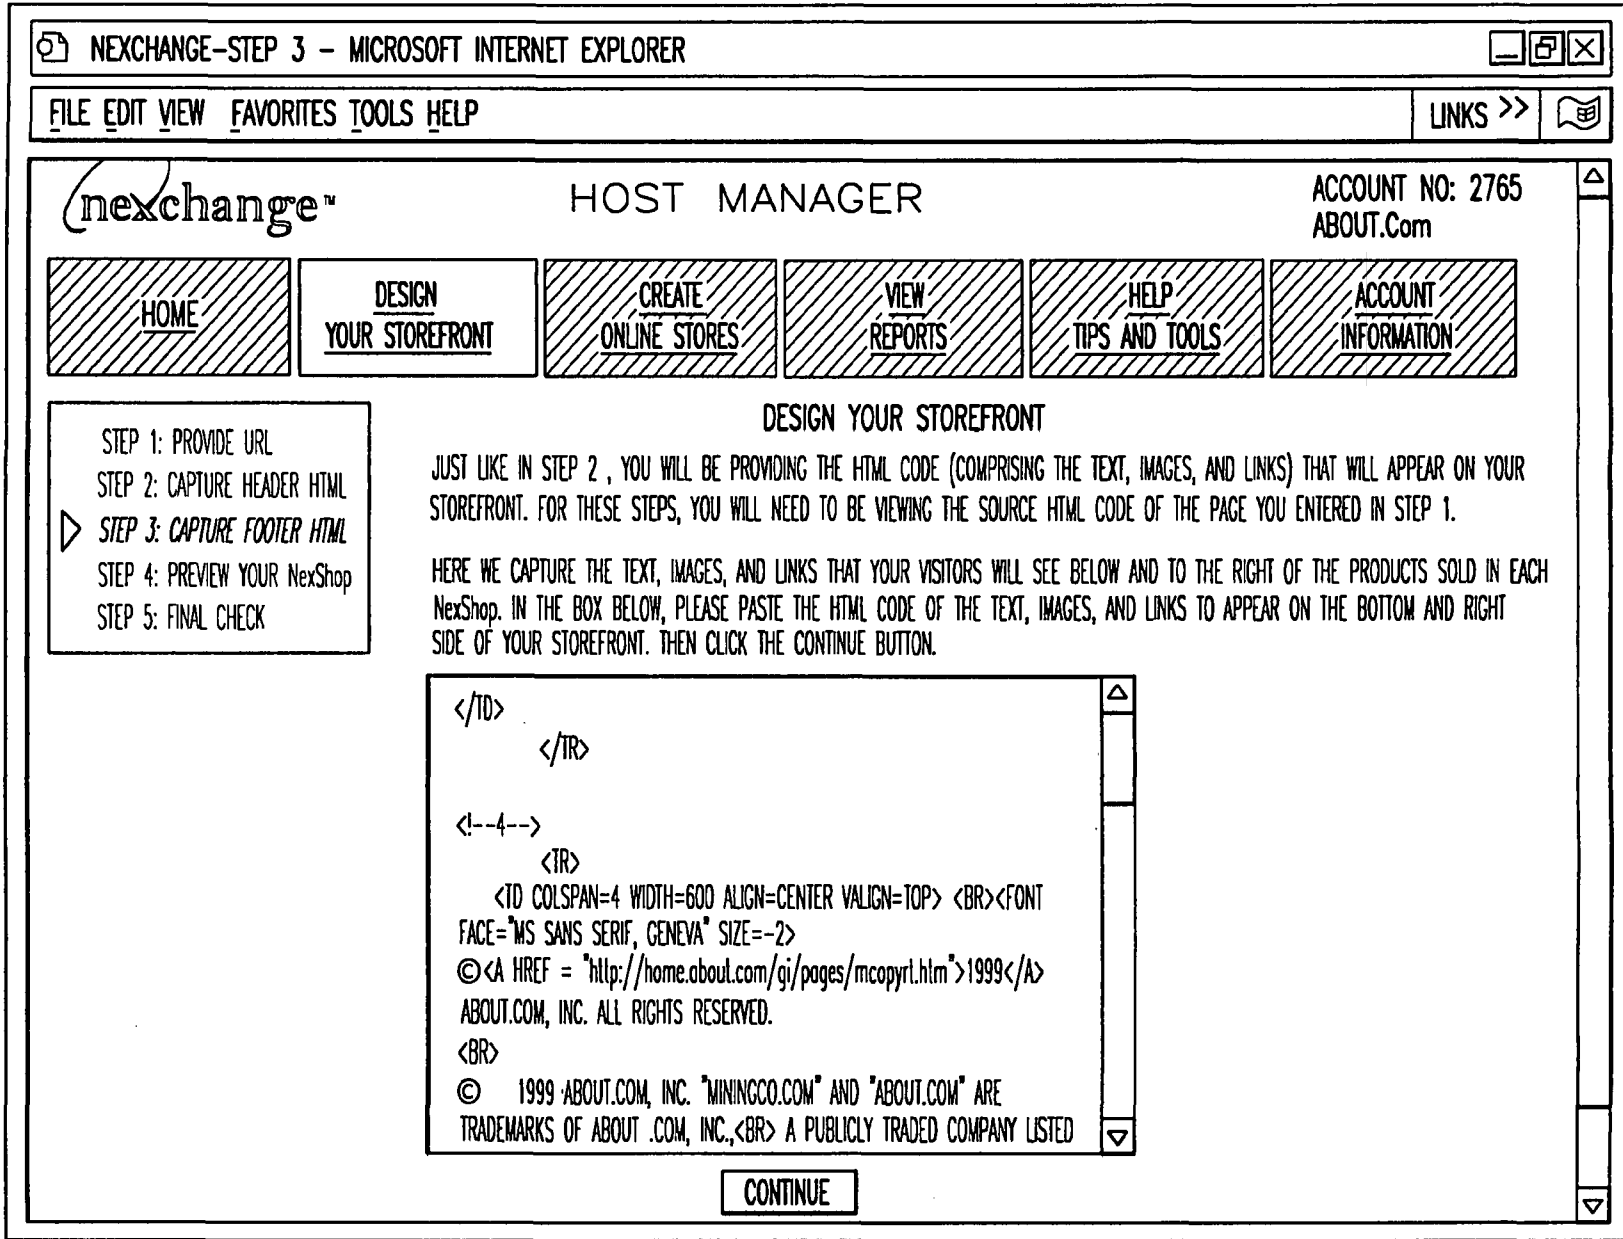 NEXCHANGE-STEP 3 - MICROSOFT INTERNET EXPLORER
FILE EDIT VIEW FAVORITES TOOLS HELP
LINKS >>
nexchange™
HOST MANAGER
ACCOUNT NO: 2765
ABOUT.Com
HOME
DESIGN
YOUR STOREFRONT
CREATE
ONLINE STORES
VIEW
REPORTS
HELP
TIPS AND TOOLS
ACCOUNT
INFORMATION
STEP 1: PROVIDE URL
STEP 2: CAPTURE HEADER HTML
STEP 3: CAPTURE FOOTER HTML
STEP 4: PREVIEW YOUR NexShop
STEP 5: FINAL CHECK
DESIGN YOUR STOREFRONT
JUST LIKE IN STEP 2 , YOU WILL BE PROVIDING THE HTML CODE (COMPRISING THE TEXT, IMAGES, AND LINKS) THAT WILL APPEAR ON YOUR
STOREFRONT. FOR THESE STEPS, YOU WILL NEED TO BE VIEWING THE SOURCE HTML CODE OF THE PAGE YOU ENTERED IN STEP 1.
HERE WE CAPTURE THE TEXT, IMAGES, AND LINKS THAT YOUR VISITORS WILL SEE BELOW AND TO THE RIGHT OF THE PRODUCTS SOLD IN EACH
NexShop. IN THE BOX BELOW, PLEASE PASTE THE HTML CODE OF THE TEXT, IMAGES, AND LINKS TO APPEAR ON THE BOTTOM AND RIGHT
SIDE OF YOUR STOREFRONT. THEN CLICK THE CONTINUE BUTTON.
</TD>
</TR>
<!--4-->
<TR>
<TD COLSPAN=4 WIDTH=600 ALIGN=CENTER VALIGN=TOP> <BR><FONT
FACE="MS SANS SERIF, GENEVA" SIZE=-2>
©<A HREF = "http://home.about.com/gi/pages/mcopyrt.htm">1999</A>
ABOUT.COM, INC. ALL RIGHTS RESERVED.
<BR>
© 1999 ABOUT.COM, INC. "MININGCO.COM" AND "ABOUT.COM" ARE
TRADEMARKS OF ABOUT .COM, INC.,<BR> A PUBLICLY TRADED COMPANY LISTED
CONTINUE